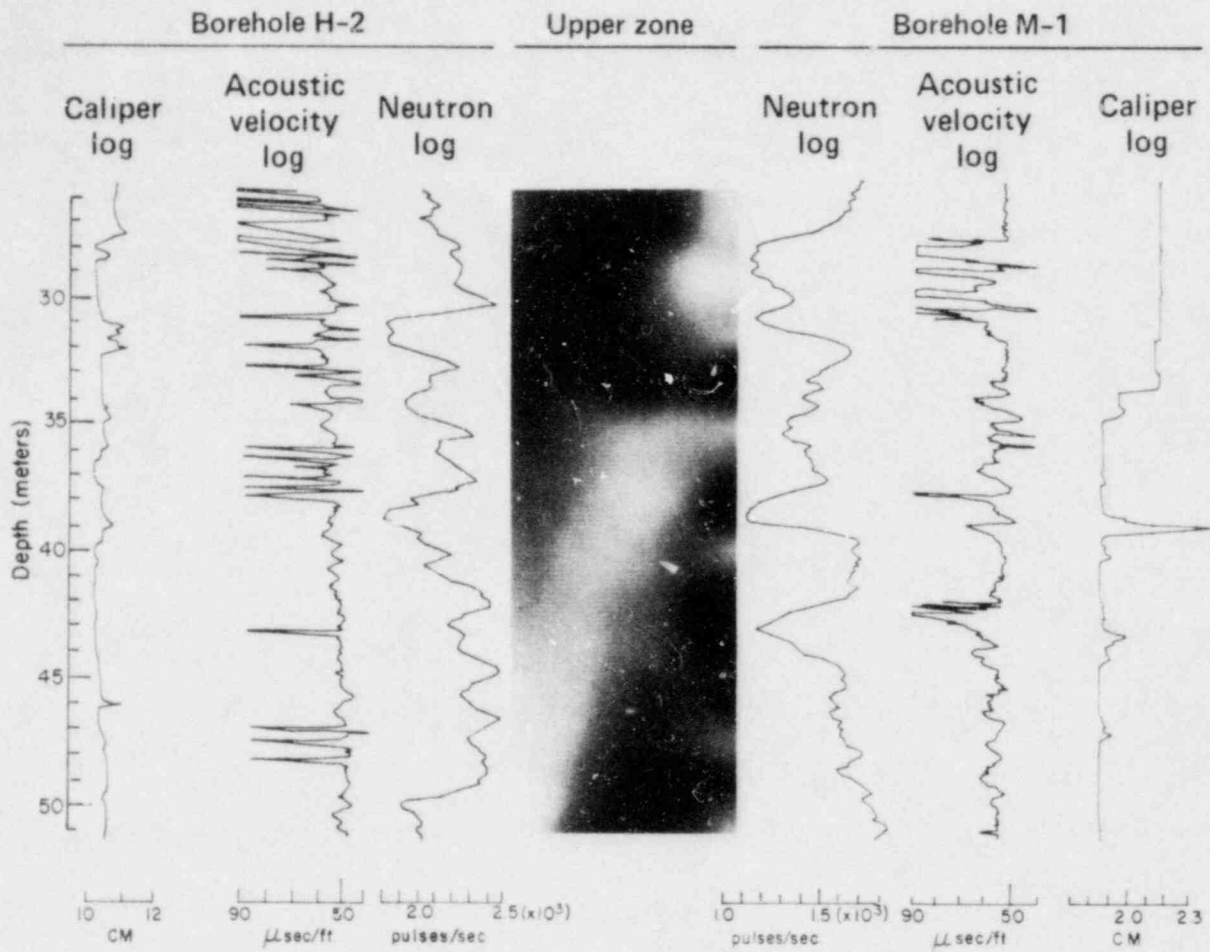 Borehole H-2 Upper zone Borehole M-1
Caliper log
Acoustic velocity log
Neutron log
Neutron log
Acoustic velocity log
Caliper log
Depth (meters)
30
35
40
45
50
10 12
CM
90 50
μsec/ft.
2.0 2.5 (x10³)
pulses/sec
1.0 1.5 (x10³)
pulses/sec
90 50
μsec/ft.
2.0 2.3
CM